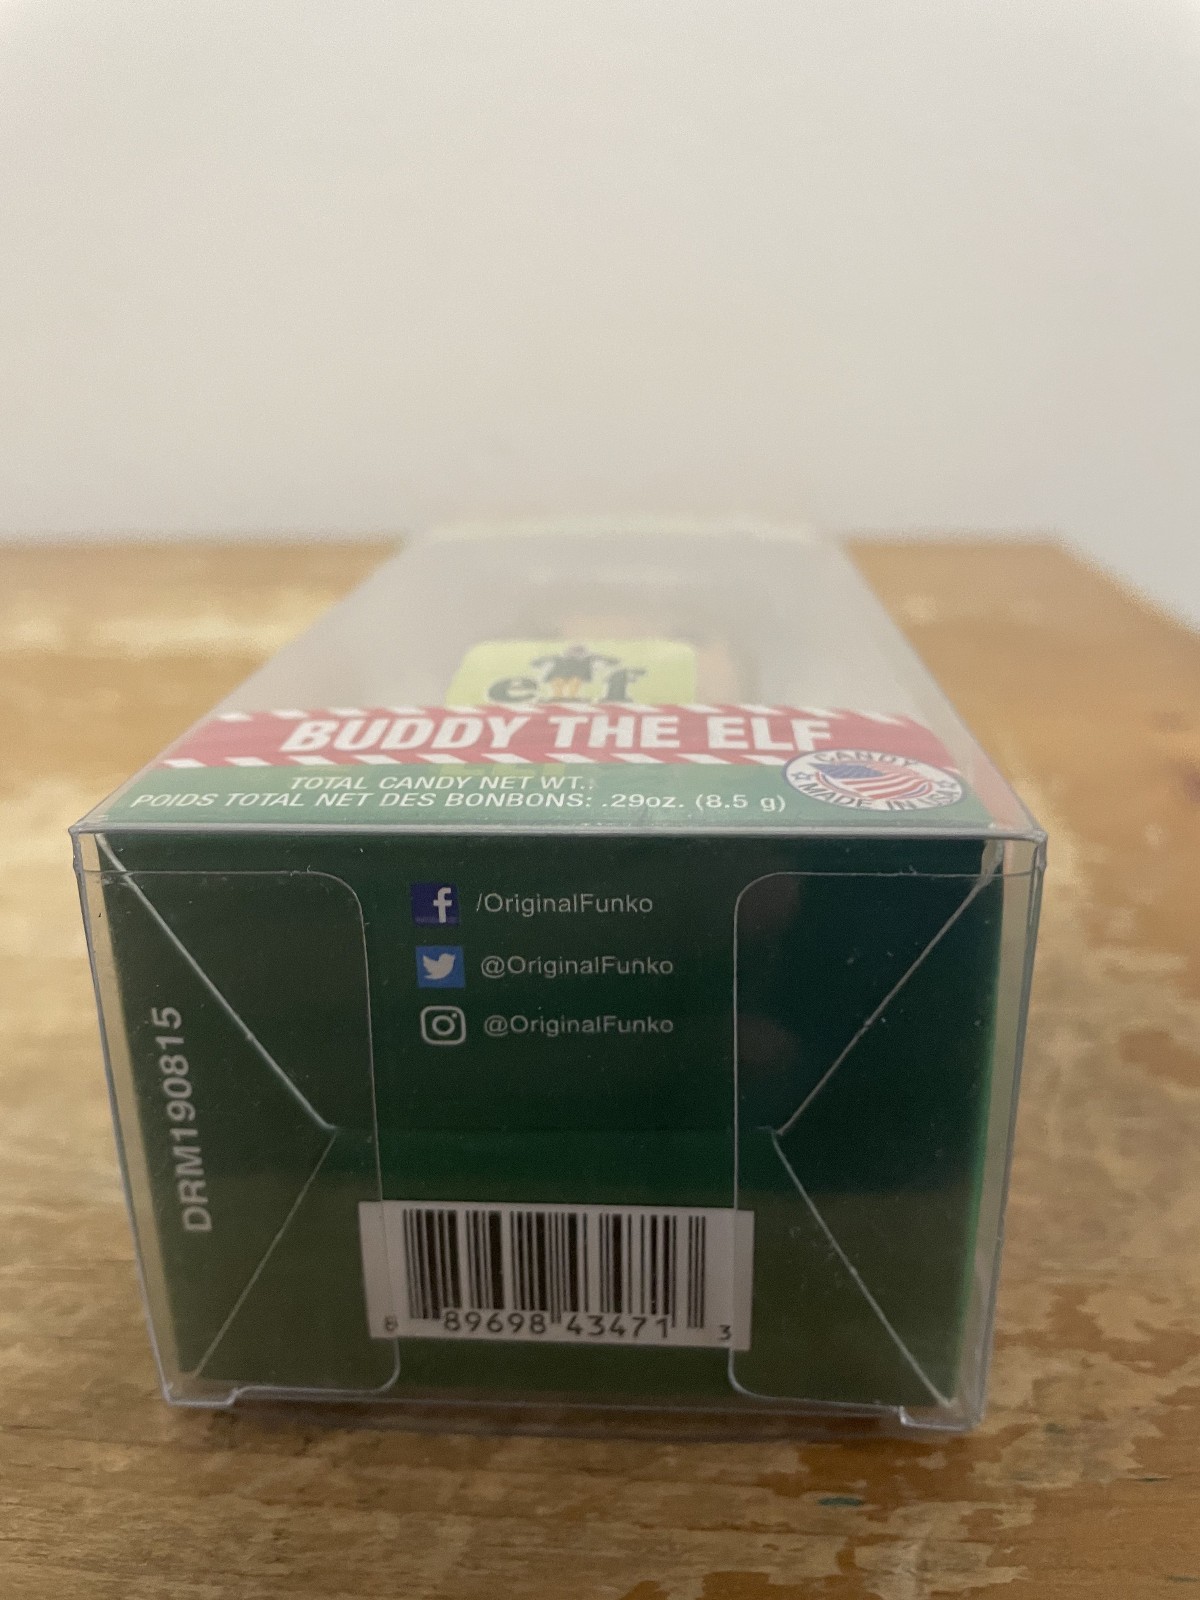 elf
BUDDY THE ELF
TOTAL CANDY NET WT.:
POIDS TOTAL NET DES BONBONS: .29oz. (8.5 g)
CANDY
MADE IN USA
f /OriginalFunko
@OriginalFunko
@OriginalFunko
DRM190815
8 89698 43471 3